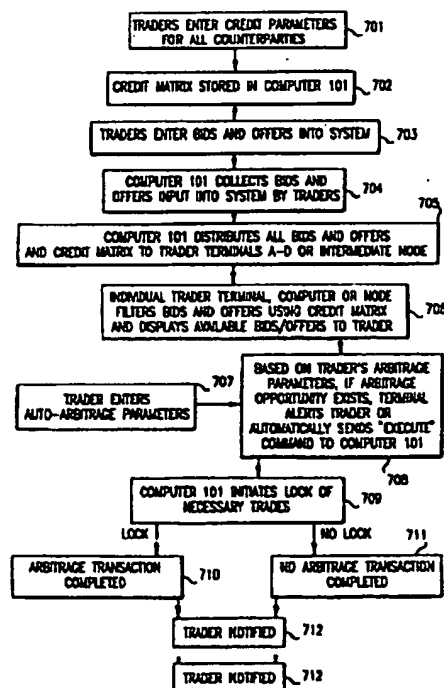 TRADERS ENTER CREDIT PARAMETERS
FOR ALL COUNTERPARTIES
701
CREDIT MATRIX STORED IN COMPUTER 101
702
TRADERS ENTER BIDS AND OFFERS INTO SYSTEM
703
COMPUTER 101 COLLECTS BIDS AND
OFFERS INPUT INTO SYSTEM BY TRADERS
704
705
COMPUTER 101 DISTRIBUTES ALL BIDS AND OFFERS
AND CREDIT MATRIX TO TRADER TERMINALS A-D OR INTERMEDIATE NODE
INDIVIDUAL TRADER TERMINAL, COMPUTER OR NODE
FILTERS BIDS AND OFFERS USING CREDIT MATRIX
AND DISPLAYS AVAILABLE BIDS/OFFERS TO TRADER
706
707
TRADER ENTERS
AUTO-ARBITRAGE PARAMETERS
BASED ON TRADER'S ARBITRAGE
PARAMETERS, IF ARBITRAGE
OPPORTUNITY EXISTS, TERMINAL
ALERTS TRADER OR
AUTOMATICALLY SENDS "EXECUTE"
COMMAND TO COMPUTER 101
708
COMPUTER 101 INITIATES LOCK OF
NECESSARY TRADES
709
LOCK
NO LOCK
ARBITRAGE TRANSACTION
COMPLETED
710
NO ARBITRAGE TRANSACTION
COMPLETED
711
TRADER NOTIFIED
712
TRADER NOTIFIED
712